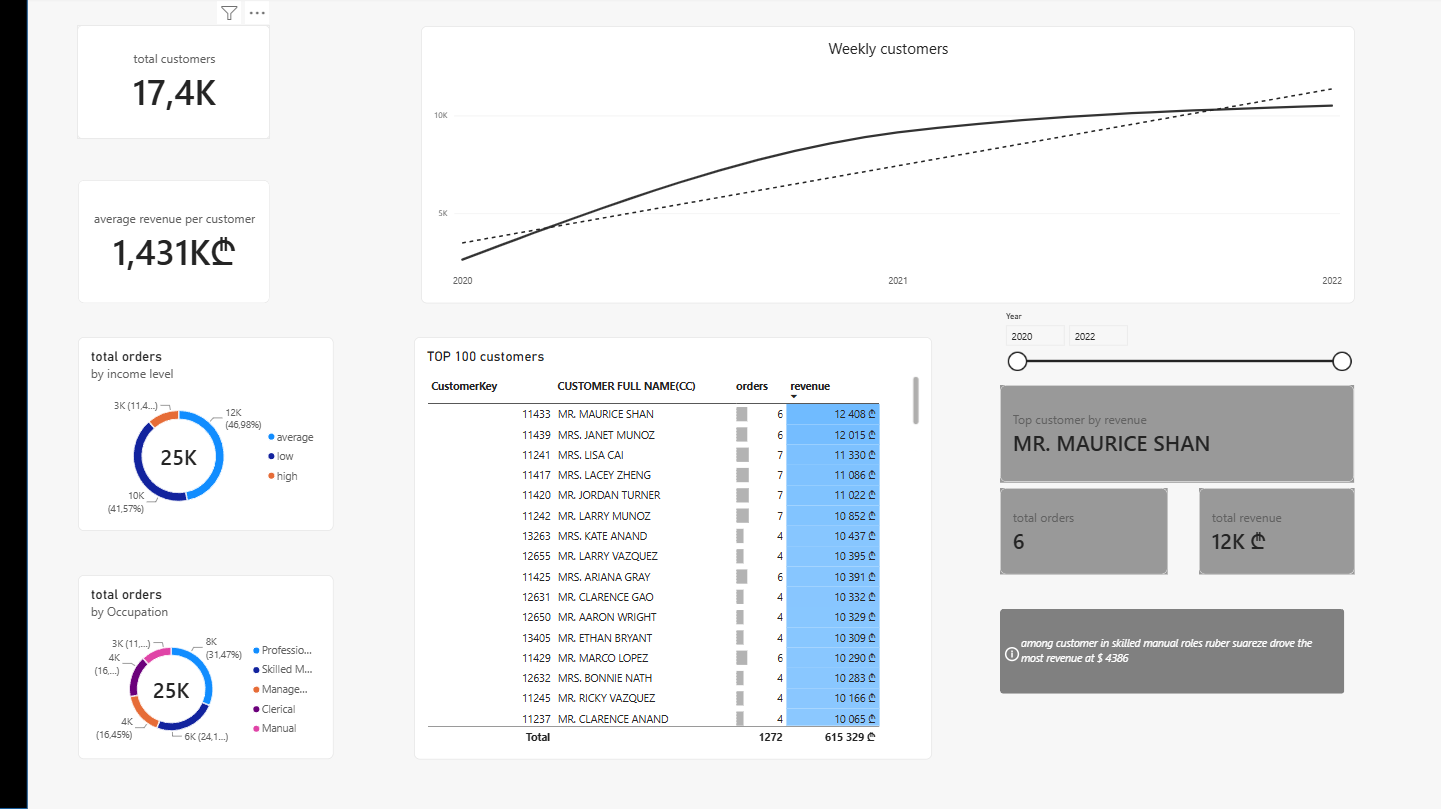 total customers
17,4K
average revenue per customer
1,431K₾
Weekly customers
10K
5K
2020
2021
2022
total orders
by income level
3K (11,4...)
12K
(46,98%)
25K
10K
(41,57%)
average
low
high
total orders
by Occupation
3K (11,...)
8K
(31,47%)
4K
(16,...)
25K
4K
(16,45%)
6K (24,1...)
Professio...
Skilled M...
Manage...
Clerical
Manual
TOP 100 customers
CustomerKey CUSTOMER FULL NAME(CC) orders revenue
11433 MR. MAURICE SHAN 6 12 408 ₾
11439 MRS. JANET MUNOZ 6 12 015 ₾
11241 MRS. LISA CAI 7 11 330 ₾
11417 MRS. LACEY ZHENG 7 11 086 ₾
11420 MR. JORDAN TURNER 7 11 022 ₾
11242 MR. LARRY MUNOZ 7 10 852 ₾
13263 MRS. KATE ANAND 4 10 437 ₾
12655 MR. LARRY VAZQUEZ 4 10 395 ₾
11425 MRS. ARIANA GRAY 6 10 391 ₾
12631 MR. CLARENCE GAO 4 10 332 ₾
12650 MR. AARON WRIGHT 4 10 329 ₾
13405 MR. ETHAN BRYANT 4 10 309 ₾
11429 MR. MARCO LOPEZ 6 10 290 ₾
12632 MRS. BONNIE NATH 4 10 283 ₾
11245 MR. RICKY VAZQUEZ 4 10 166 ₾
11237 MR. CLARENCE ANAND 4 10 065 ₾
Total 1272 615 329 ₾
Year
2020 2022
Top customer by revenue
MR. MAURICE SHAN
total orders
6
total revenue
12K ₾
among customer in skilled manual roles ruber suareze drove the
most revenue at $ 4386